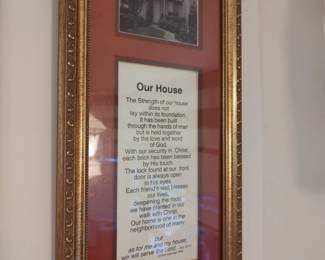 Our House
The Strength of our house
does not
lay within its foundation,
it has been built
through the hands of man
but is held together
by the love and word
of God.
With our security in Christ,
each brick has been blessed
by His touch.
The lock found at our front
door is always open
in His eyes.
Each friend's visit blesses
our lives,
deepening the roots
we have planted in our
walk with Christ.
Our home is one in the
neighborhood of many
but
as for me and my house,
we will serve the Lord.